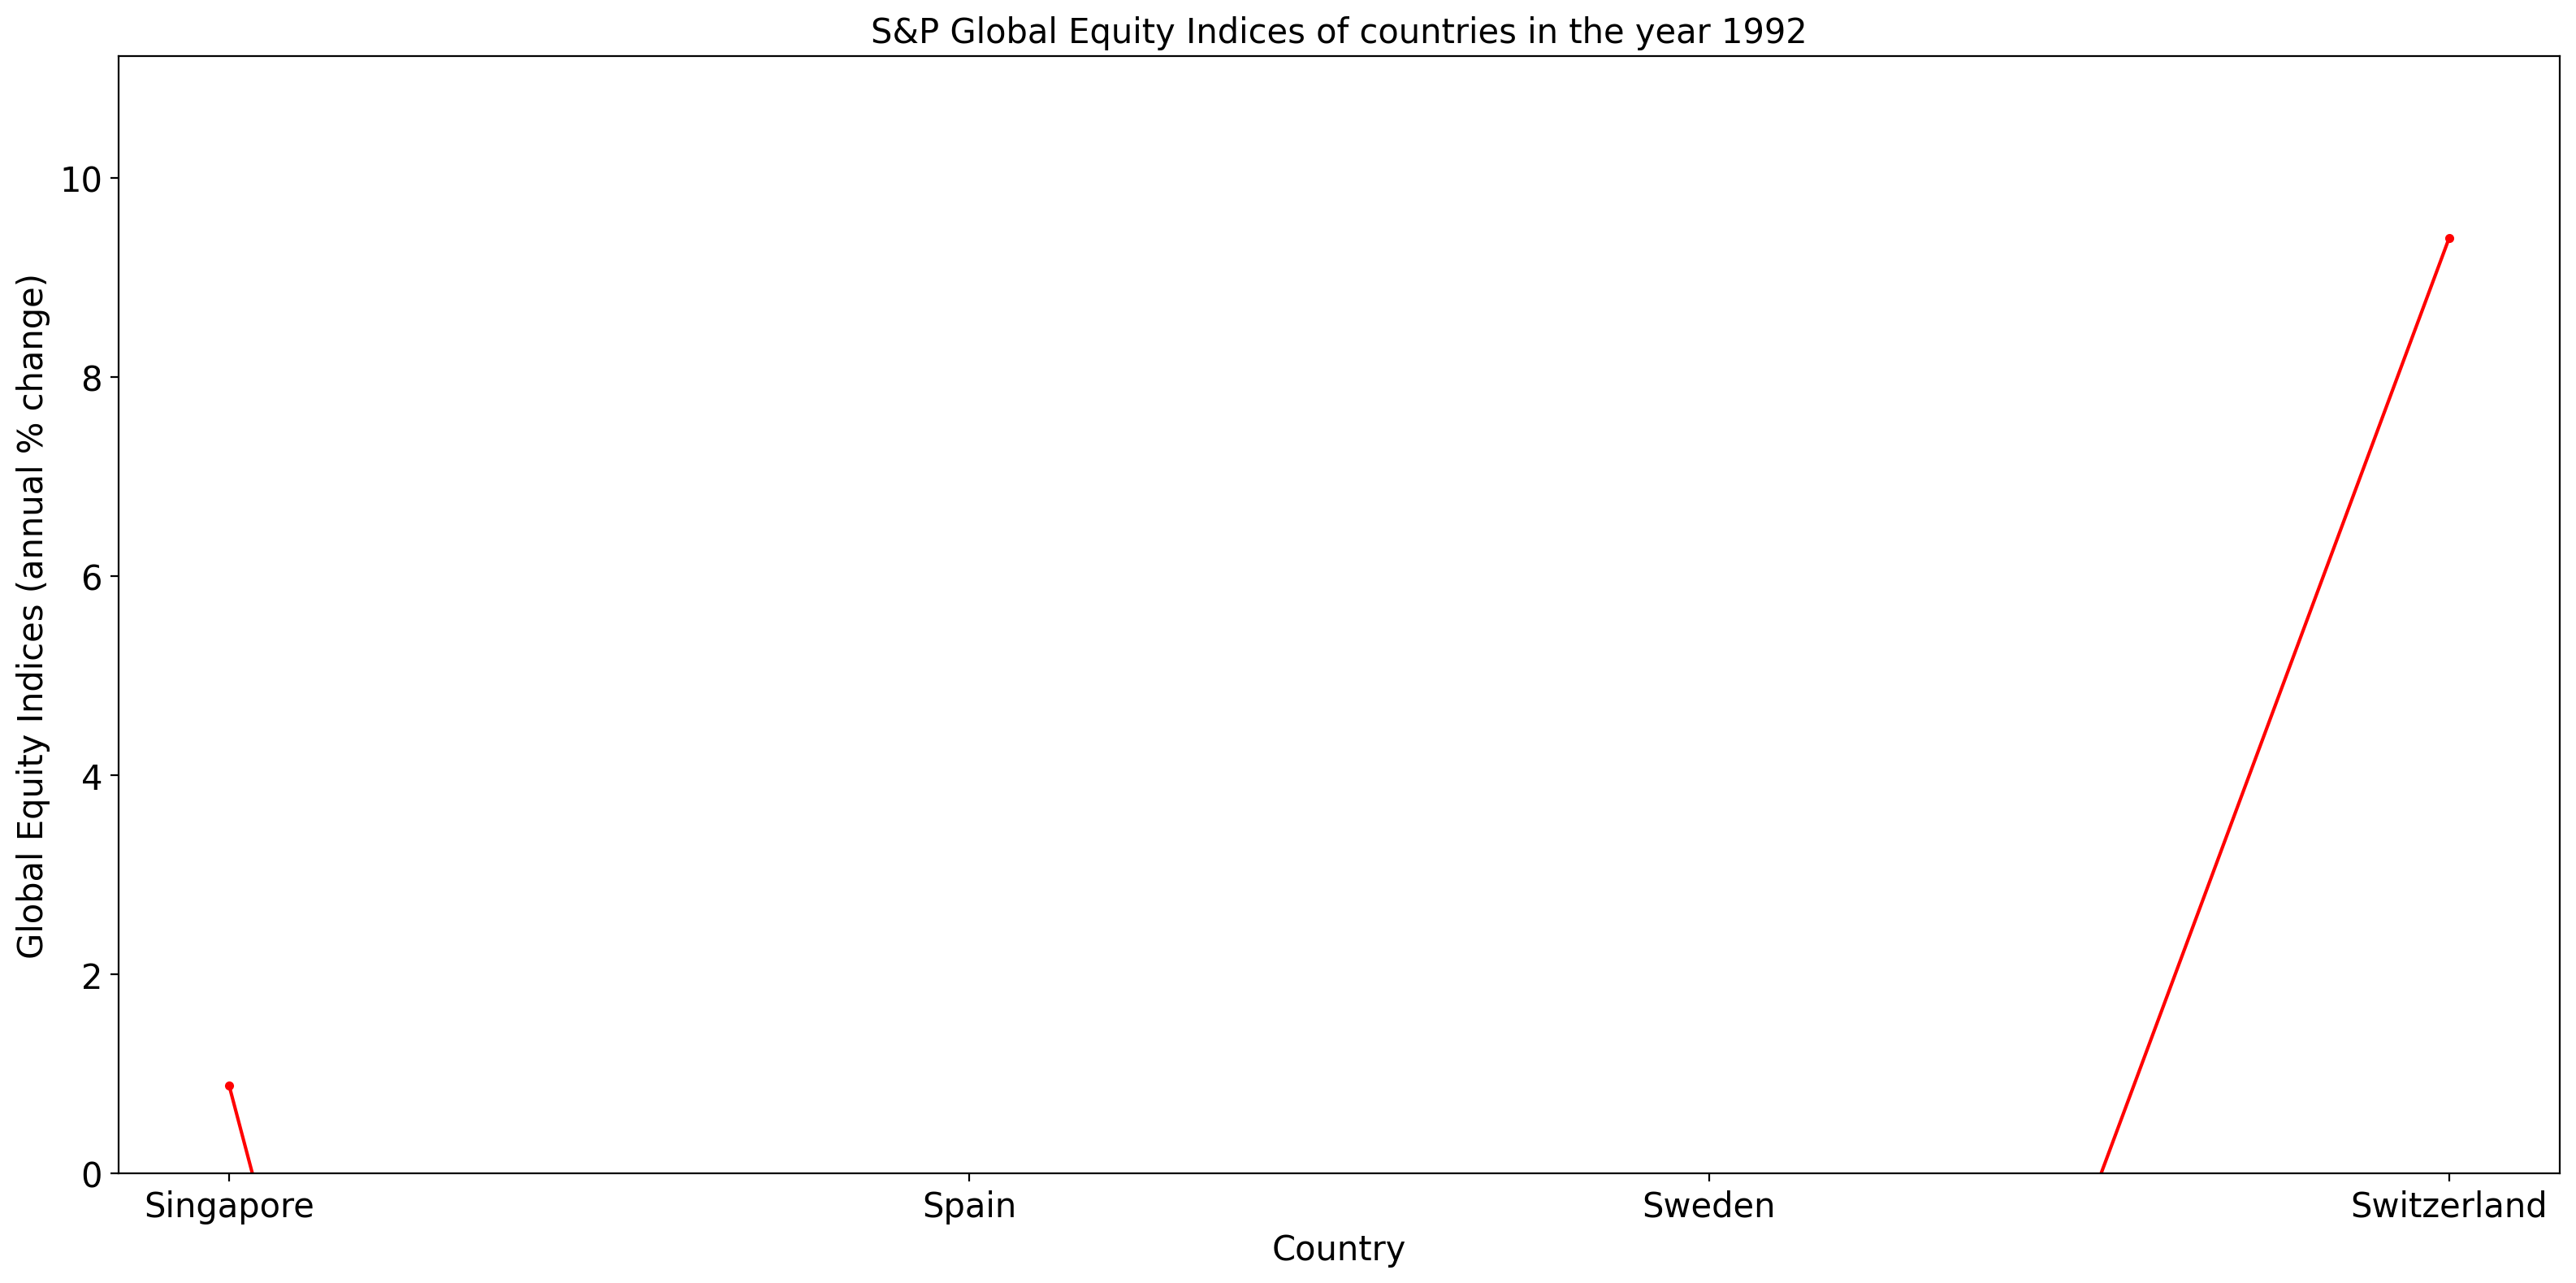 S&P Global Equity Indices of countries in the year 1992
Global Equity Indices (annual % change)
10
8
6
4
2
0
Singapore Spain Sweden Switzerland
Country